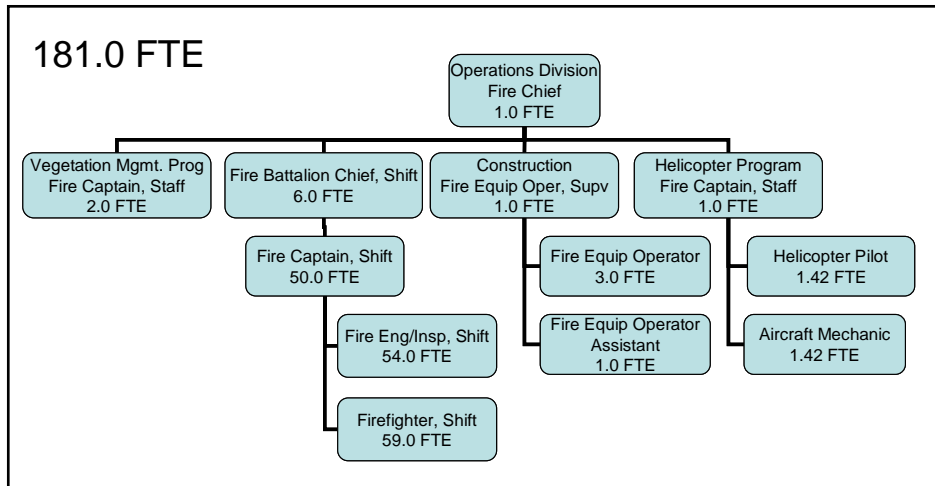 181.0 FTE
Operations Division
Fire Chief
1.0 FTE
Vegetation Mgmt. Prog
Fire Captain, Staff
2.0 FTE
Fire Battalion Chief, Shift
6.0 FTE
Construction
Fire Equip Oper, Supv
1.0 FTE
Helicopter Program
Fire Captain, Staff
1.0 FTE
Fire Captain, Shift
50.0 FTE
Fire Equip Operator
3.0 FTE
Helicopter Pilot
1.42 FTE
Fire Eng/Insp, Shift
54.0 FTE
Fire Equip Operator
Assistant
1.0 FTE
Aircraft Mechanic
1.42 FTE
Firefighter, Shift
59.0 FTE